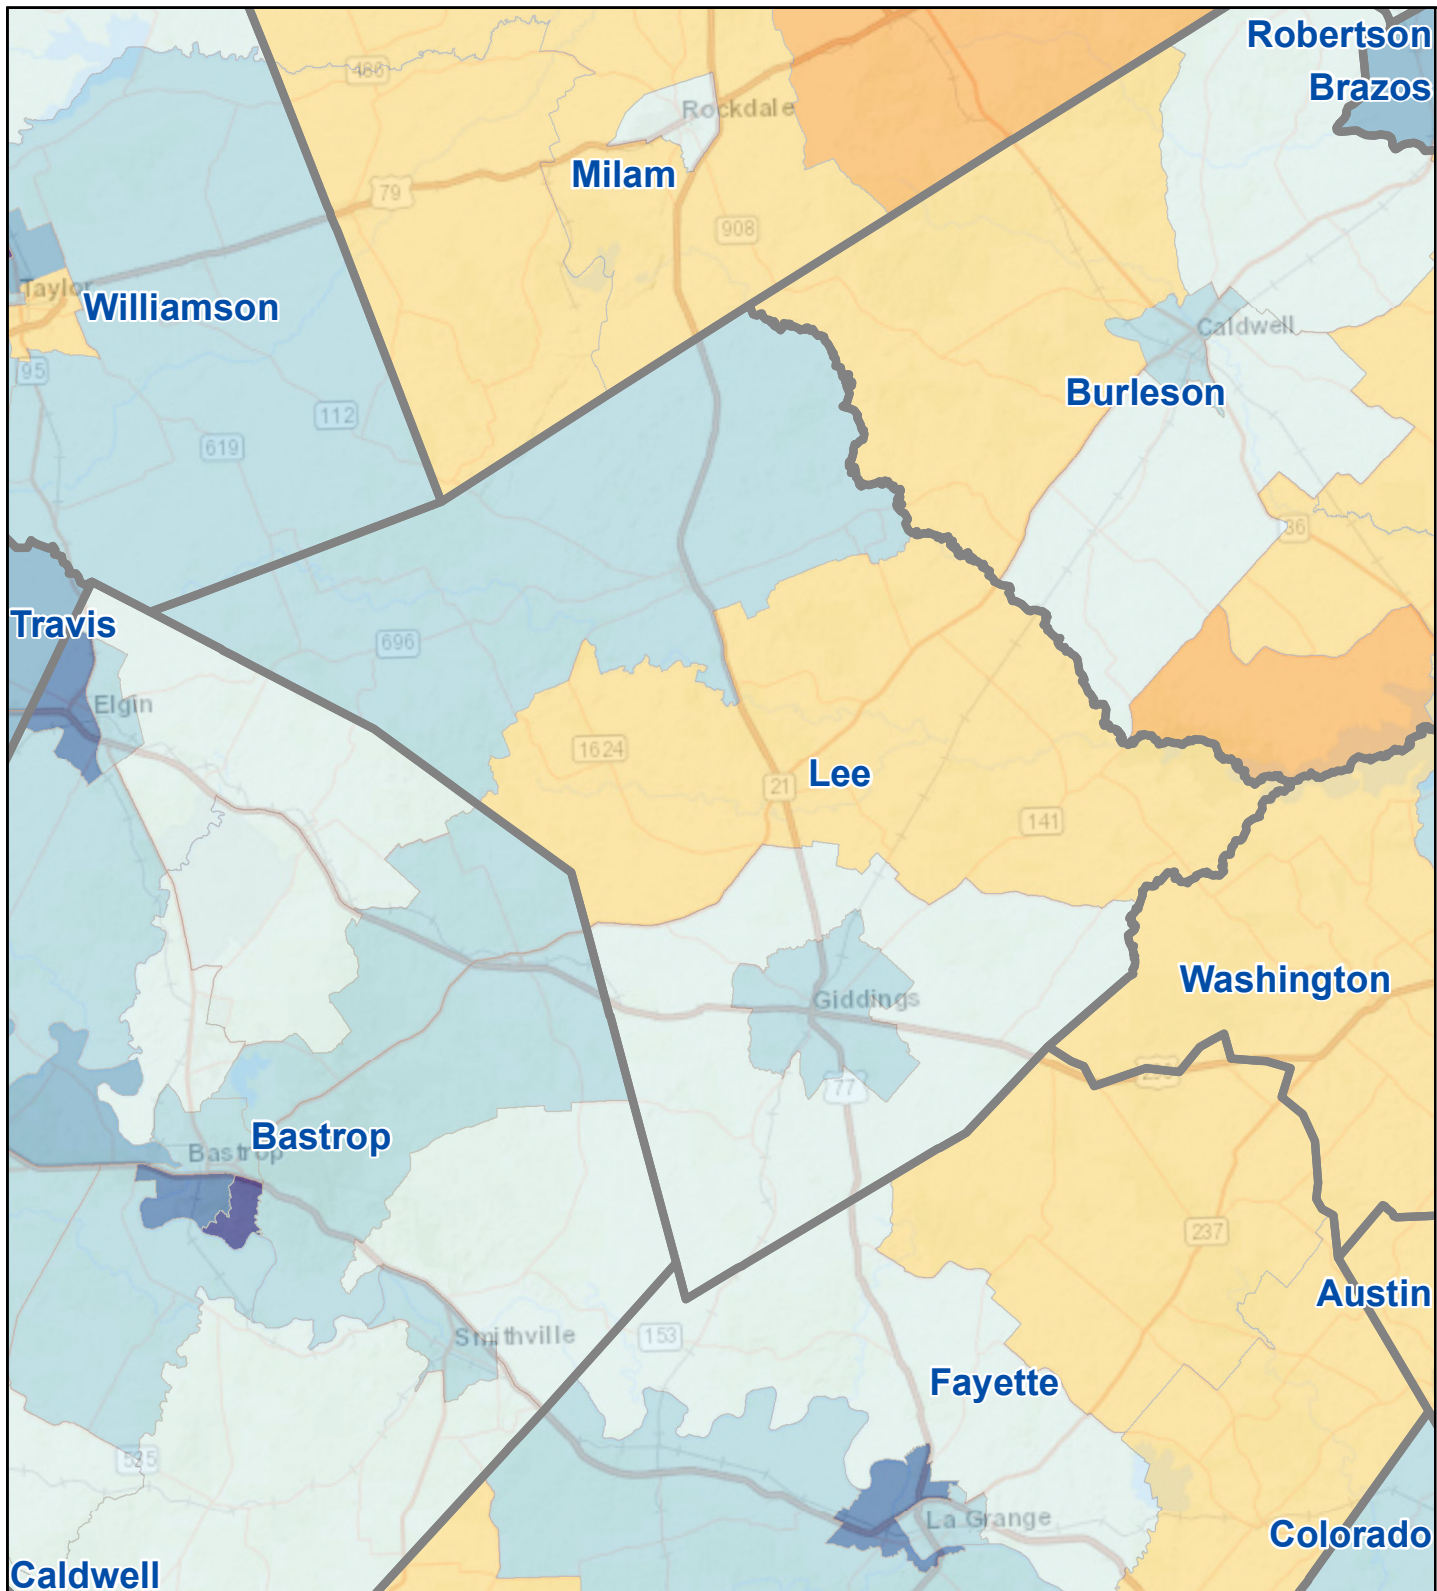 Robertson
486
Brazos
Rockdale
Milam
79
908
Taylor
Williamson
Caldwell
95
Burleson
112
619
36
Travis
696
Elgin
1624
Lee
21
141
Washington
Giddings
77
Bastrop
Bastrop
237
Austin
Smithville
153
Fayette
535
La Grange
Colorado
Caldwell